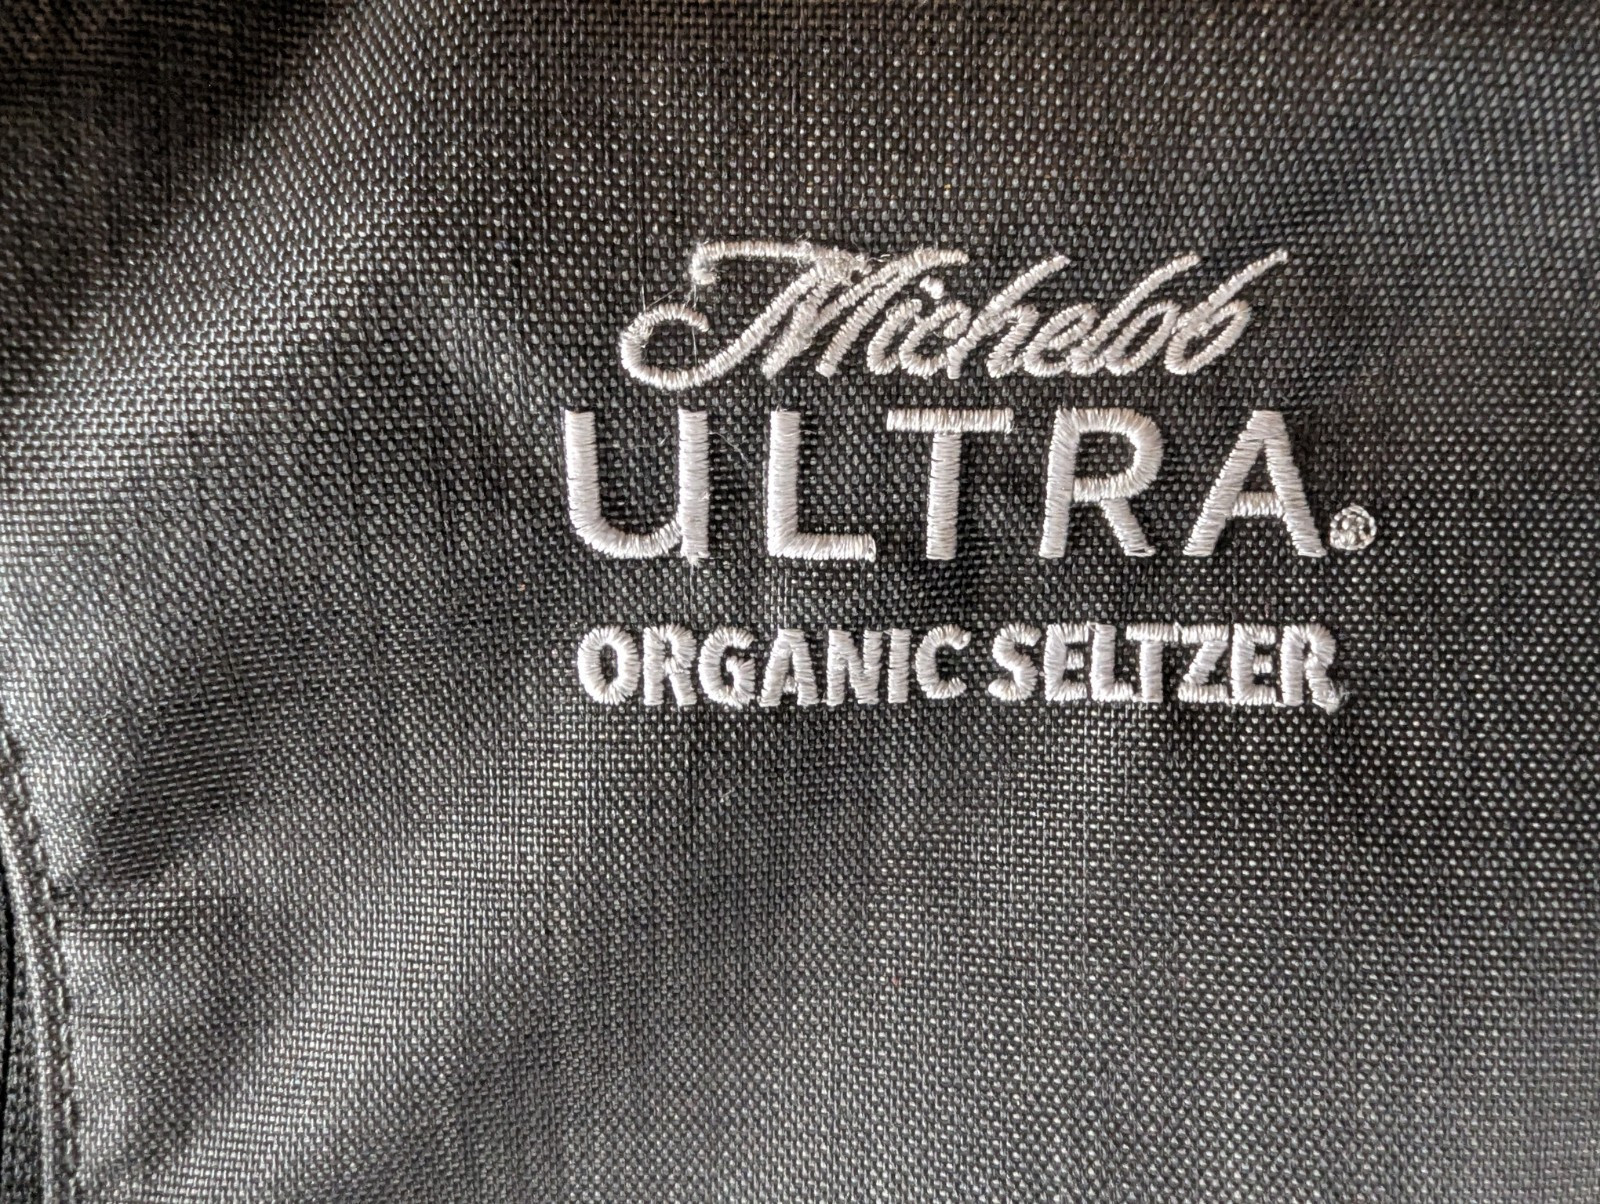 Michelob
ULTRA®
ORGANIC SELTZER